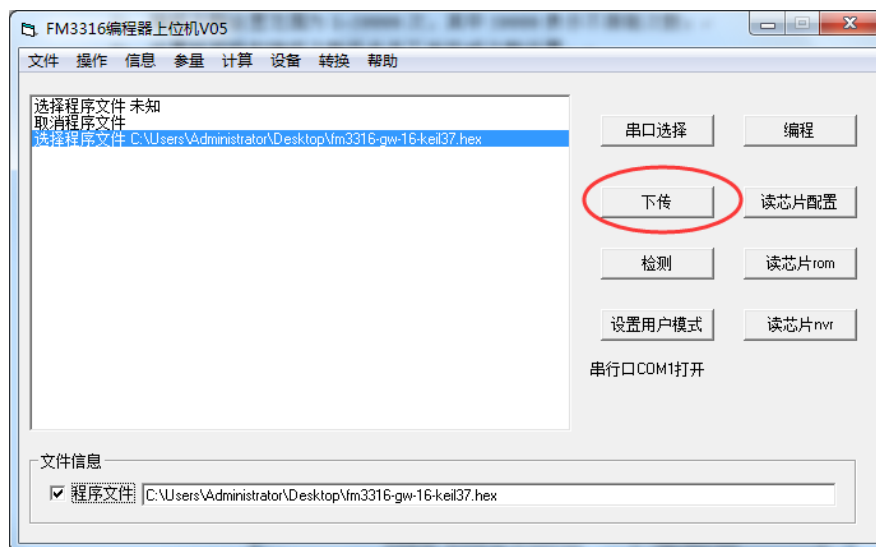 FM3316编程器上位机V05
文件 操作 信息 参量 计算 设备 转换 帮助
选择程序文件 未知
取消程序文件
选择程序文件 C:\Users\Administrator\Desktop\fm3316-gw-16-keil37.hex
串口选择 编程
下传 读芯片配置
检测 读芯片rom
设置用户模式 读芯片nvr
串行口COM1打开
文件信息
程序文件 C:\Users\Administrator\Desktop\fm3316-gw-16-keil37.hex